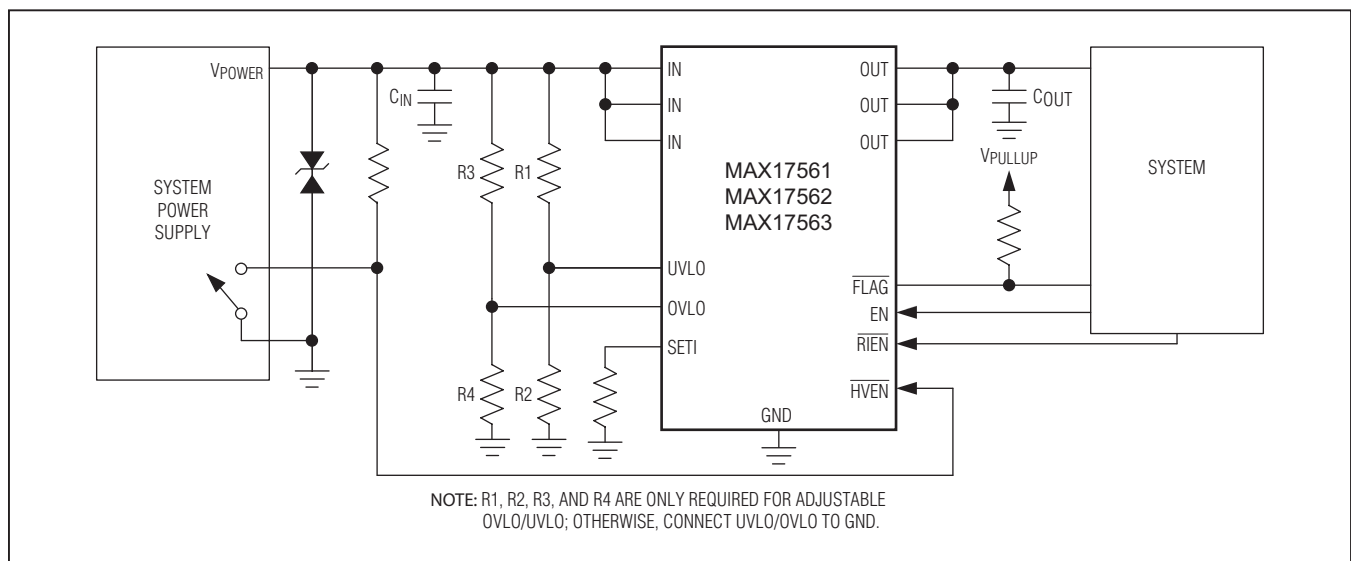 VPOWER
CIN
IN
OUT
COUT
IN
OUT
IN
OUT
VPULLUP
SYSTEM
R3
R1
MAX17561
MAX17562
MAX17563
SYSTEM
POWER
SUPPLY
UVLO
FLAG
OVLO
EN
SETI
RIEN
R4
R2
HVEN
GND
NOTE: R1, R2, R3, AND R4 ARE ONLY REQUIRED FOR ADJUSTABLE
OVLO/UVLO; OTHERWISE, CONNECT UVLO/OVLO TO GND.